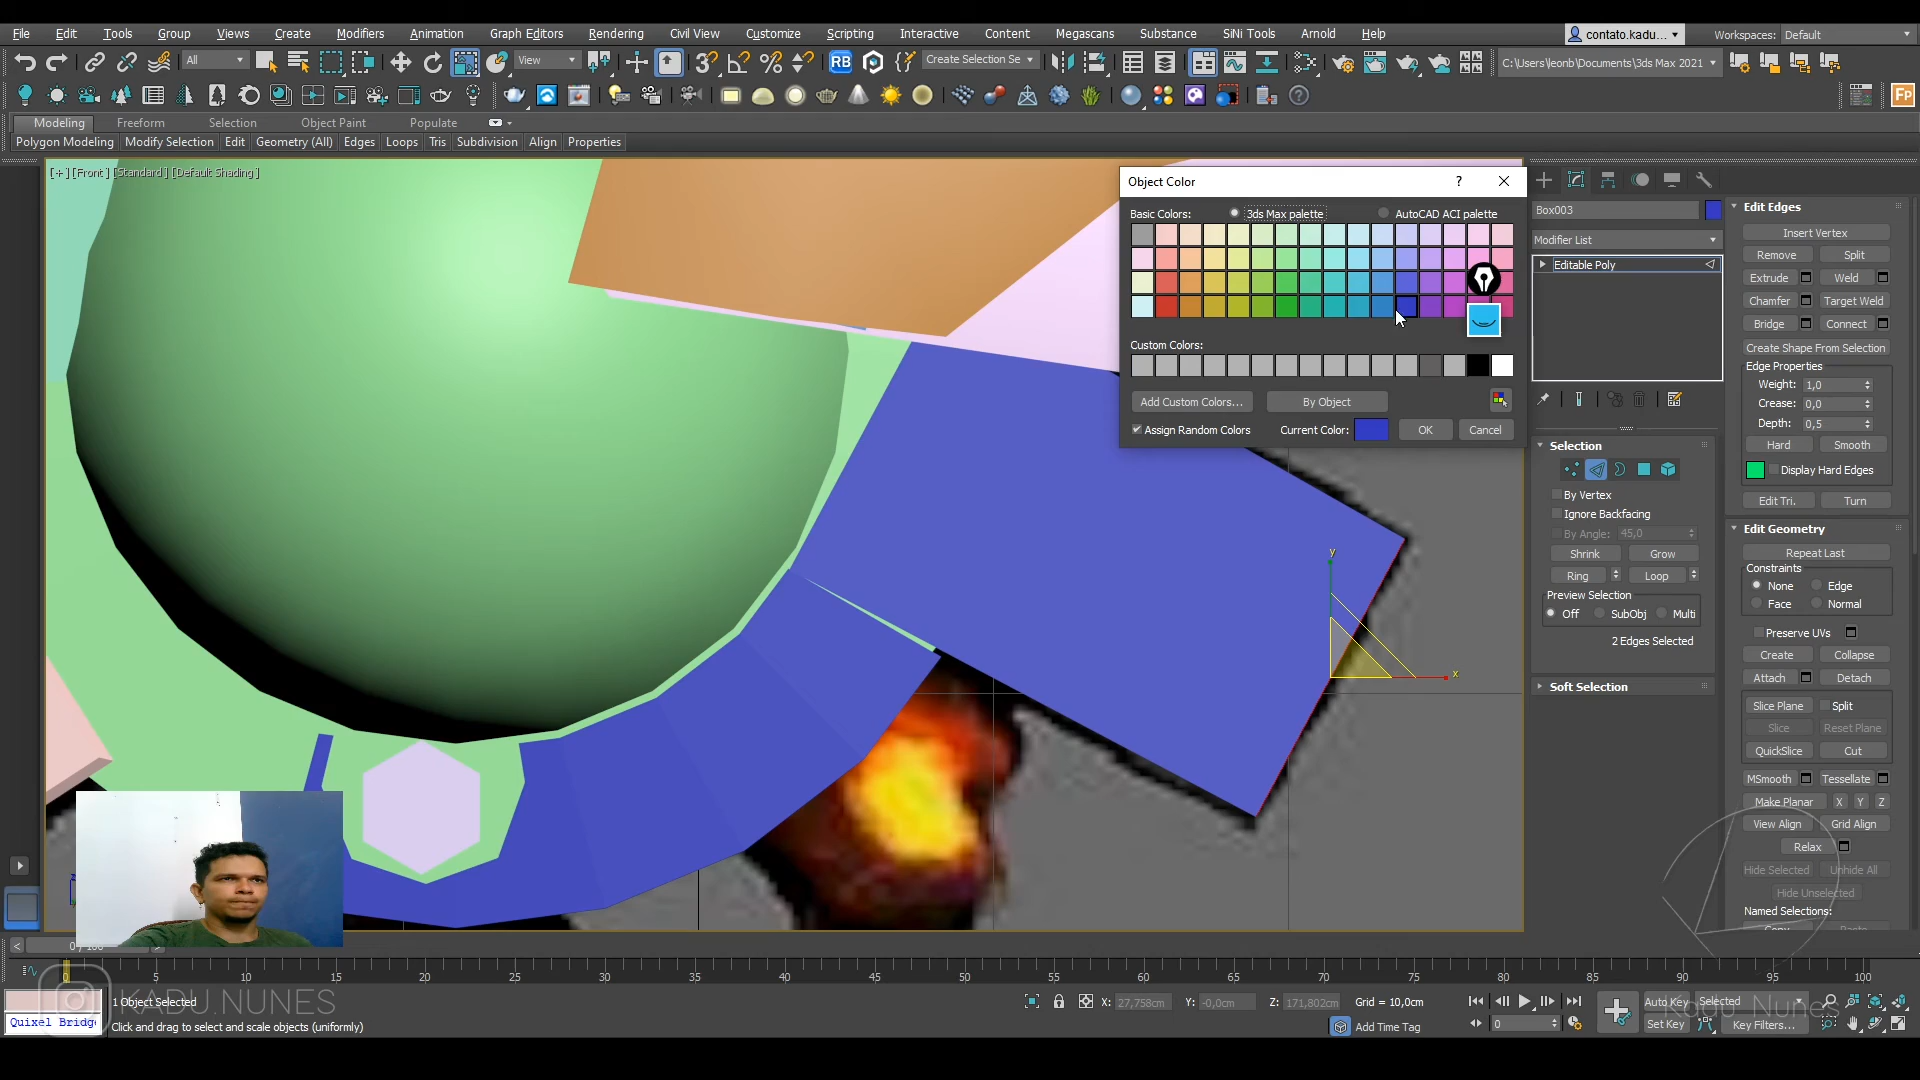 File Edit Tools Group Views Create Modifiers Animation Graph Editors Rendering Civil View Customize Scripting Interactive Content Megascans Substance SiNi Tools Arnold Help contato.kadu... Workspaces: Default
All View Create Selection Se C:\Users\leonb\Documents\3ds Max 2021
Modeling Freeform Selection Object Paint Populate
Polygon Modeling Modify Selection Edit Geometry (All) Edges Loops Tris Subdivision Align Properties
[+] [Front] [Standard] [Default Shading]
Object Color ?
Basic Colors: 3ds Max palette AutoCAD ACI palette
Custom Colors:
Add Custom Colors... By Object
Assign Random Colors Current Color: OK Cancel
y
x
Box003
Modifier List
Editable Poly
Selection
By Vertex
Ignore Backfacing
By Angle: 45,0
Shrink Grow
Ring Loop
Preview Selection
Off SubObj Multi
2 Edges Selected
Soft Selection
Edit Edges
Insert Vertex
Remove Split
Extrude Weld
Chamfer Target Weld
Bridge Connect
Create Shape From Selection
Edge Properties
Weight: 1,0
Crease: 0,0
Depth: 0,5
Hard Smooth
Display Hard Edges
Edit Tri. Turn
Edit Geometry
Repeat Last
Constraints
None Edge
Face Normal
Preserve UVs
Create Collapse
Attach Detach
Slice Plane Split
Slice Reset Plane
QuickSlice Cut
MSmooth Tessellate
Make Planar X Y Z
View Align Grid Align
Relax
Hide Selected Unhide All
Hide Unselected
Named Selections:
Copy Paste
0 / 100
0 5 10 15 20 25 30 35 40 45 50 55 60 65 70 75 80 85 90 95 100
KADU.NUNES
1 Object Selected
X: 27,758cm Y: -0,0cm Z: 171,802cm Grid = 10,0cm
Auto Key Selected
Kadu Nunes
Quixel Bridge
Click and drag to select and scale objects (uniformly)
Add Time Tag
0
Set Key Key Filters...